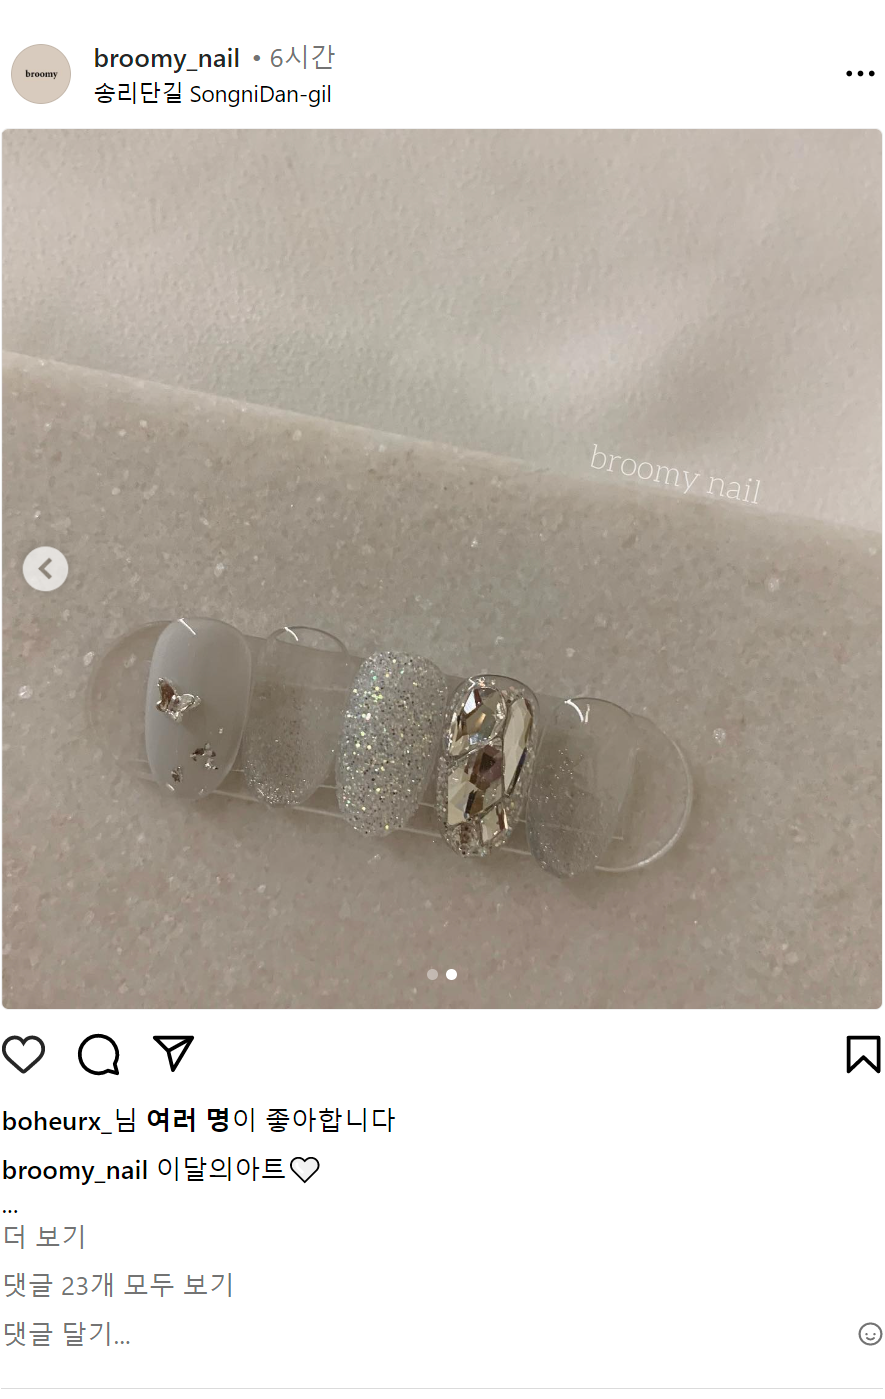 broomy
broomy_nail • 6시간
송리단길 SongniDan-gil
broomy nail
boheurx_님 여러 명이 좋아합니다
broomy_nail 이달의아트🤍
...
더 보기
댓글 23개 모두 보기
댓글 달기...